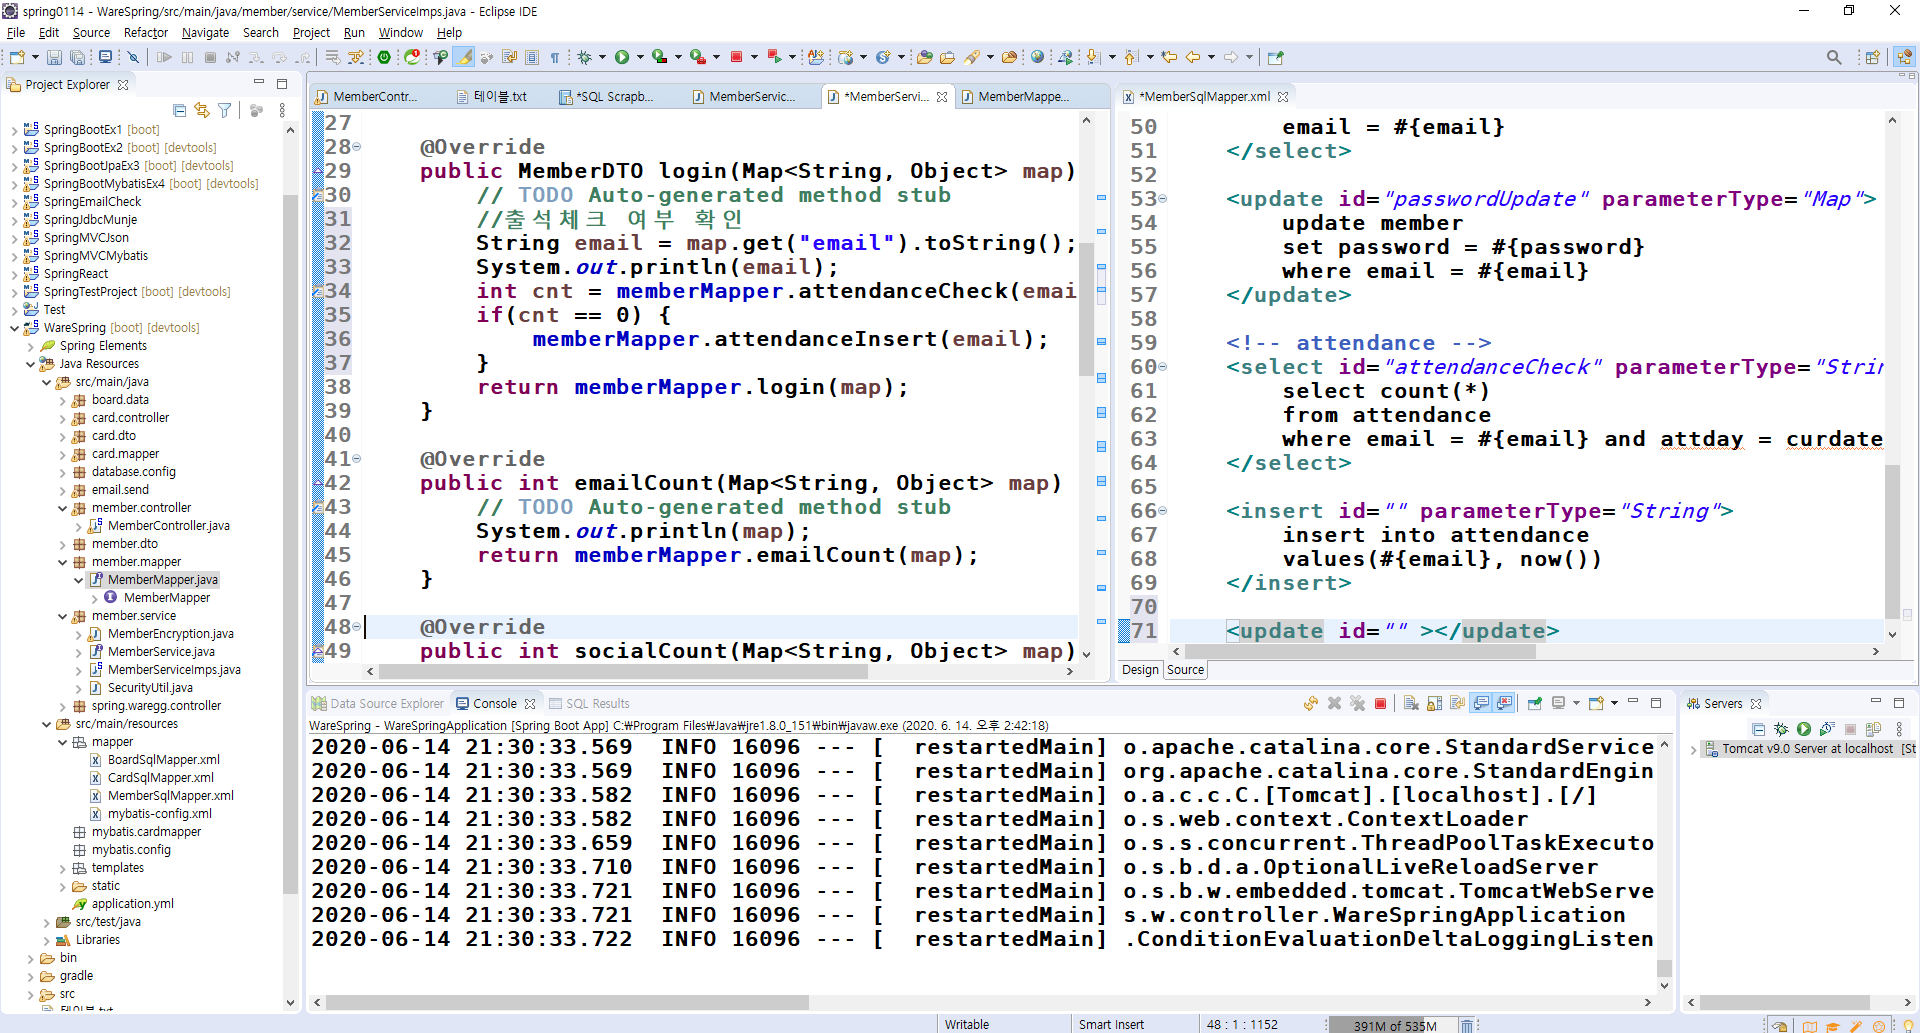 spring0114 - WareSpring/src/main/java/member/service/MemberServiceImps.java - Eclipse IDE
File Edit Source Refactor Navigate Search Project Run Window Help
Project Explorer
SpringBootEx1 [boot]
SpringBootEx2 [boot] [devtools]
SpringBootJpaEx3 [boot] [devtools]
SpringBootMybatisEx4 [boot] [devtools]
SpringEmailCheck
SpringJdbcMunje
SpringMVCJson
SpringMVCMybatis
SpringReact
SpringTestProject [boot] [devtools]
Test
WareSpring [boot] [devtools]
Spring Elements
Java Resources
src/main/java
board.data
card.controller
card.dto
card.mapper
database.config
email.send
member.controller
MemberController.java
member.dto
member.mapper
MemberMapper.java
MemberMapper
member.service
MemberEncryption.java
MemberService.java
MemberServiceImps.java
SecurityUtil.java
spring.waregg.controller
src/main/resources
mapper
BoardSqlMapper.xml
CardSqlMapper.xml
MemberSqlMapper.xml
mybatis-config.xml
mybatis.cardmapper
mybatis.config
templates
static
application.yml
src/test/java
Libraries
bin
gradle
src
테이블.txt
MemberContr... 테이블.txt *SQL Scrapb... MemberServic... *MemberServi... MemberMappe...
27
28 @Override
29 public MemberDTO login(Map<String, Object> map)
30 // TODO Auto-generated method stub
31 //출석체크 여부 확인
32 String email = map.get("email").toString();
33 System.out.println(email);
34 int cnt = memberMapper.attendanceCheck(emai
35 if(cnt == 0) {
36 memberMapper.attendanceInsert(email);
37 }
38 return memberMapper.login(map);
39 }
40
41 @Override
42 public int emailCount(Map<String, Object> map)
43 // TODO Auto-generated method stub
44 System.out.println(map);
45 return memberMapper.emailCount(map);
46 }
47
48 @Override
49 public int socialCount(Map<String, Object> map)
*MemberSqlMapper.xml
50 email = #{email}
51 </select>
52
53 <update id="passwordUpdate" parameterType="Map">
54 update member
55 set password = #{password}
56 where email = #{email}
57 </update>
58
59 <!-- attendance -->
60 <select id="attendanceCheck" parameterType="Strin
61 select count(*)
62 from attendance
63 where email = #{email} and attday = curdate
64 </select>
65
66 <insert id="" parameterType="String">
67 insert into attendance
68 values(#{email}, now())
69 </insert>
70
71 <update id="" ></update>
Design Source
Data Source Explorer Console SQL Results
WareSpring - WareSpringApplication [Spring Boot App] C:₩Program Files₩Java₩jre1.8.0_151₩bin₩javaw.exe (2020. 6. 14. 오후 2:42:18)
2020-06-14 21:30:33.569 INFO 16096 --- [ restartedMain] o.apache.catalina.core.StandardService
2020-06-14 21:30:33.569 INFO 16096 --- [ restartedMain] org.apache.catalina.core.StandardEngin
2020-06-14 21:30:33.582 INFO 16096 --- [ restartedMain] o.a.c.c.C.[Tomcat].[localhost].[/]
2020-06-14 21:30:33.582 INFO 16096 --- [ restartedMain] o.s.web.context.ContextLoader
2020-06-14 21:30:33.659 INFO 16096 --- [ restartedMain] o.s.s.concurrent.ThreadPoolTaskExecuto
2020-06-14 21:30:33.710 INFO 16096 --- [ restartedMain] o.s.b.d.a.OptionalLiveReloadServer
2020-06-14 21:30:33.721 INFO 16096 --- [ restartedMain] o.s.b.w.embedded.tomcat.TomcatWebServe
2020-06-14 21:30:33.721 INFO 16096 --- [ restartedMain] s.w.controller.WareSpringApplication
2020-06-14 21:30:33.722 INFO 16096 --- [ restartedMain] .ConditionEvaluationDeltaLoggingListen
Servers
Tomcat v9.0 Server at localhost [St
Writable Smart Insert 48 : 1 : 1152 391M of 535M